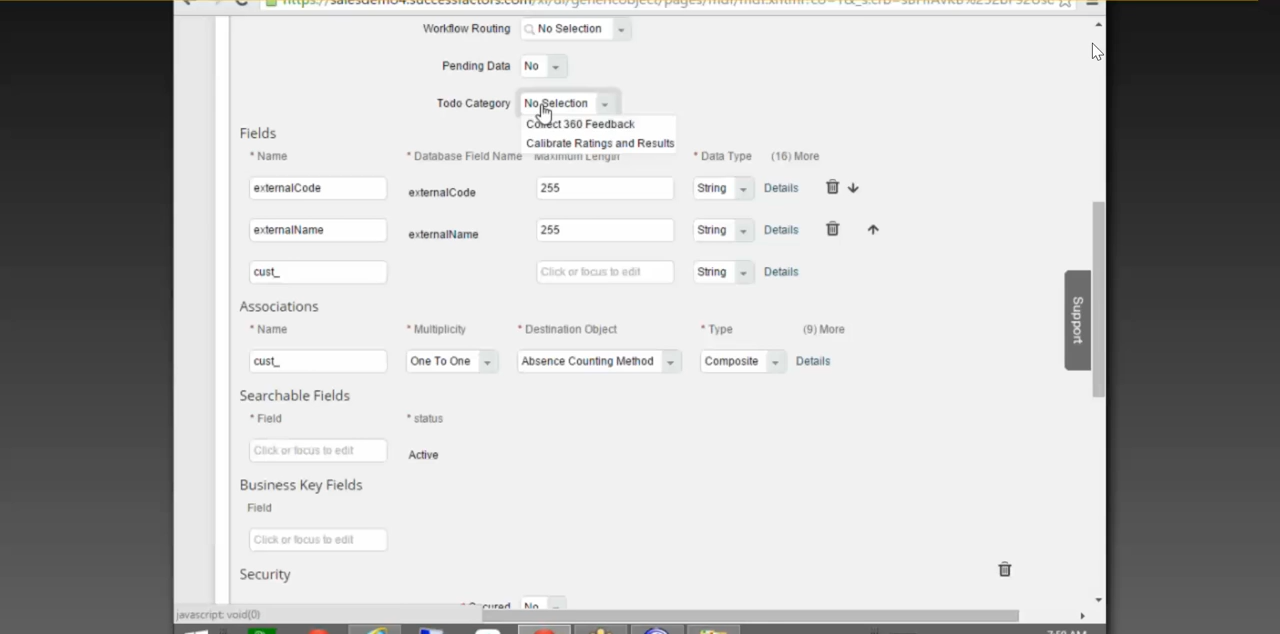 Workflow Routing No Selection
Pending Data No
Todo Category No Selection
Collect 360 Feedback
Calibrate Ratings and Results
Fields
* Name * Database Field Name Maximum Length * Data Type (16) More
externalCode externalCode 255 String Details
externalName externalName 255 String Details
cust_ Click or focus to edit String Details
Associations
* Name * Multiplicity * Destination Object * Type (9) More
cust_ One To One Absence Counting Method Composite Details
Searchable Fields
* Field * status
Click or focus to edit Active
Business Key Fields
Field
Click or focus to edit
Security
No
javascript: void(0)
Support